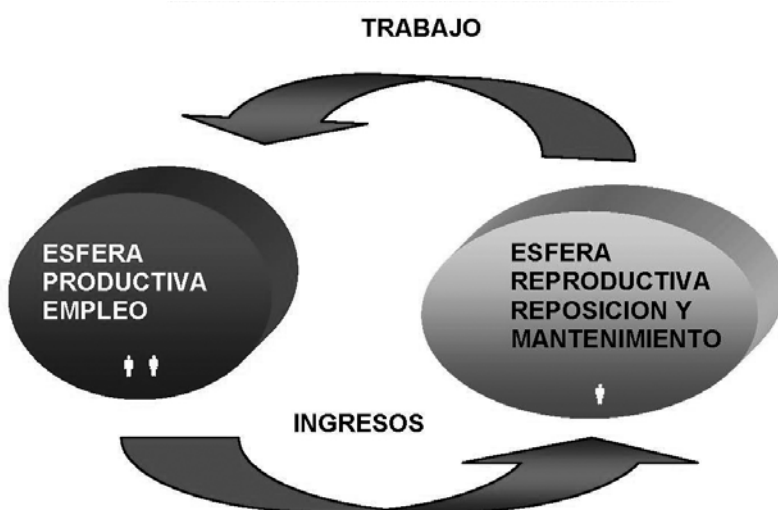 TRABAJO
ESFERA
PRODUCTIVA
EMPLEO
ESFERA
REPRODUCTIVA
REPOSICION Y
MANTENIMIENTO
INGRESOS